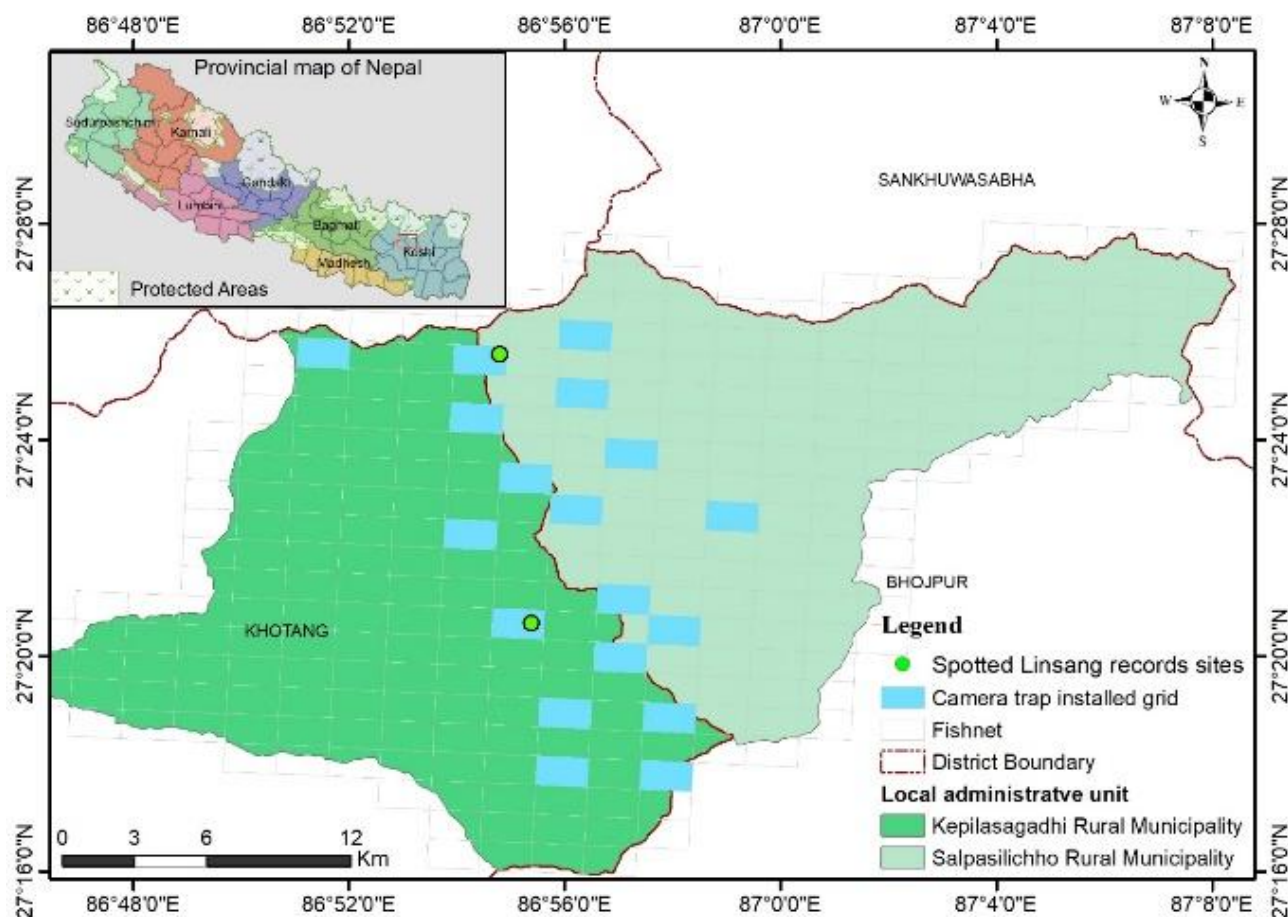 86°48'0"E 86°52'0"E 86°56'0"E 87°0'0"E 87°4'0"E 87°8'0"E
Provincial map of Nepal
Sudurpashchim
Karnali
Gandaki
Lumbini
Bagmati
Madhesh
Koshi
Protected Areas
N
W E
S
SANKHUWASABHA
27°28'0"N 27°28'0"N
27°24'0"N 27°24'0"N
BHOJPUR
KHOTANG
27°20'0"N 27°20'0"N
Legend
Spotted Linsang records sites
Camera trap installed grid
Fishnet
District Boundary
Local administratve unit
Kepilasagadhi Rural Municipality
Salpasilichho Rural Municipality
0 3 6 12
Km
27°16'0"N 27°16'0"N
86°48'0"E 86°52'0"E 86°56'0"E 87°0'0"E 87°4'0"E 87°8'0"E